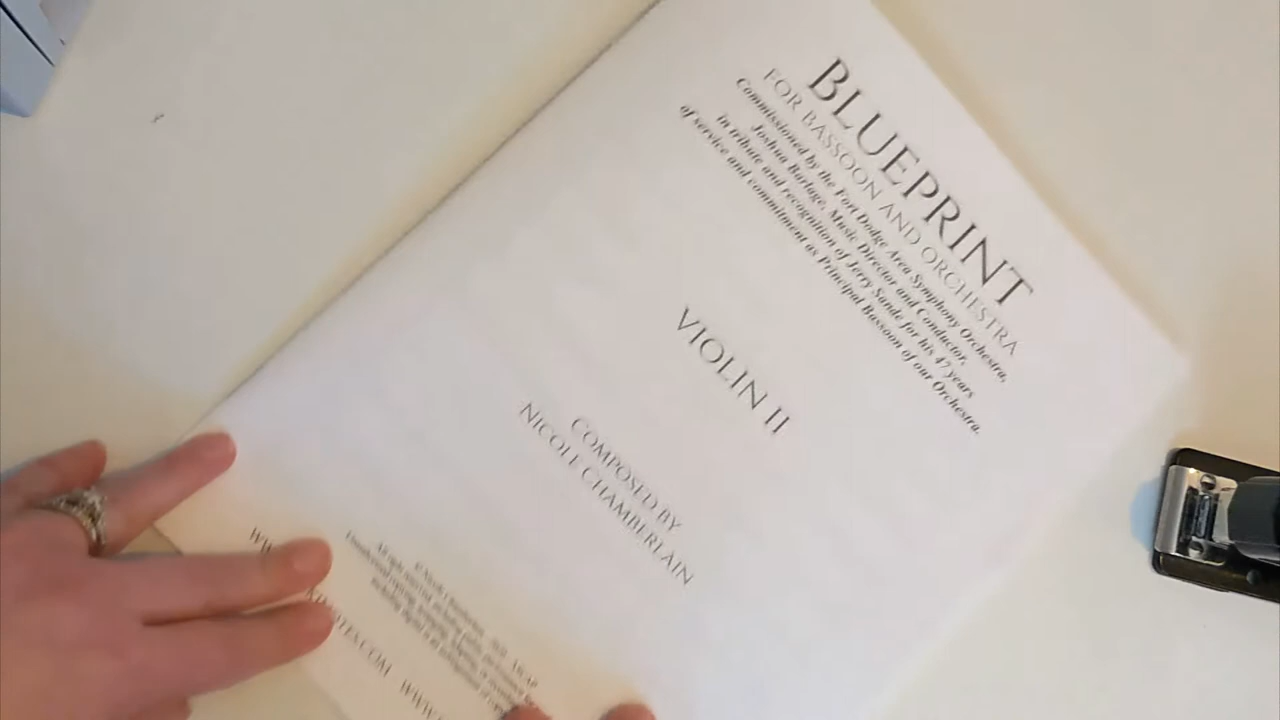 BLUEPRINT
FOR BASSOON AND ORCHESTRA
Commissioned by the Fort Dodge Area Symphony Orchestra,
Joshua Barlage, Music Director and Conductor,
in tribute and recognition of Jerry Sande for his 47 years
of service and commitment as Principal Bassoon of our Orchestra.
VIOLIN II
COMPOSED BY
NICOLE CHAMBERLAIN